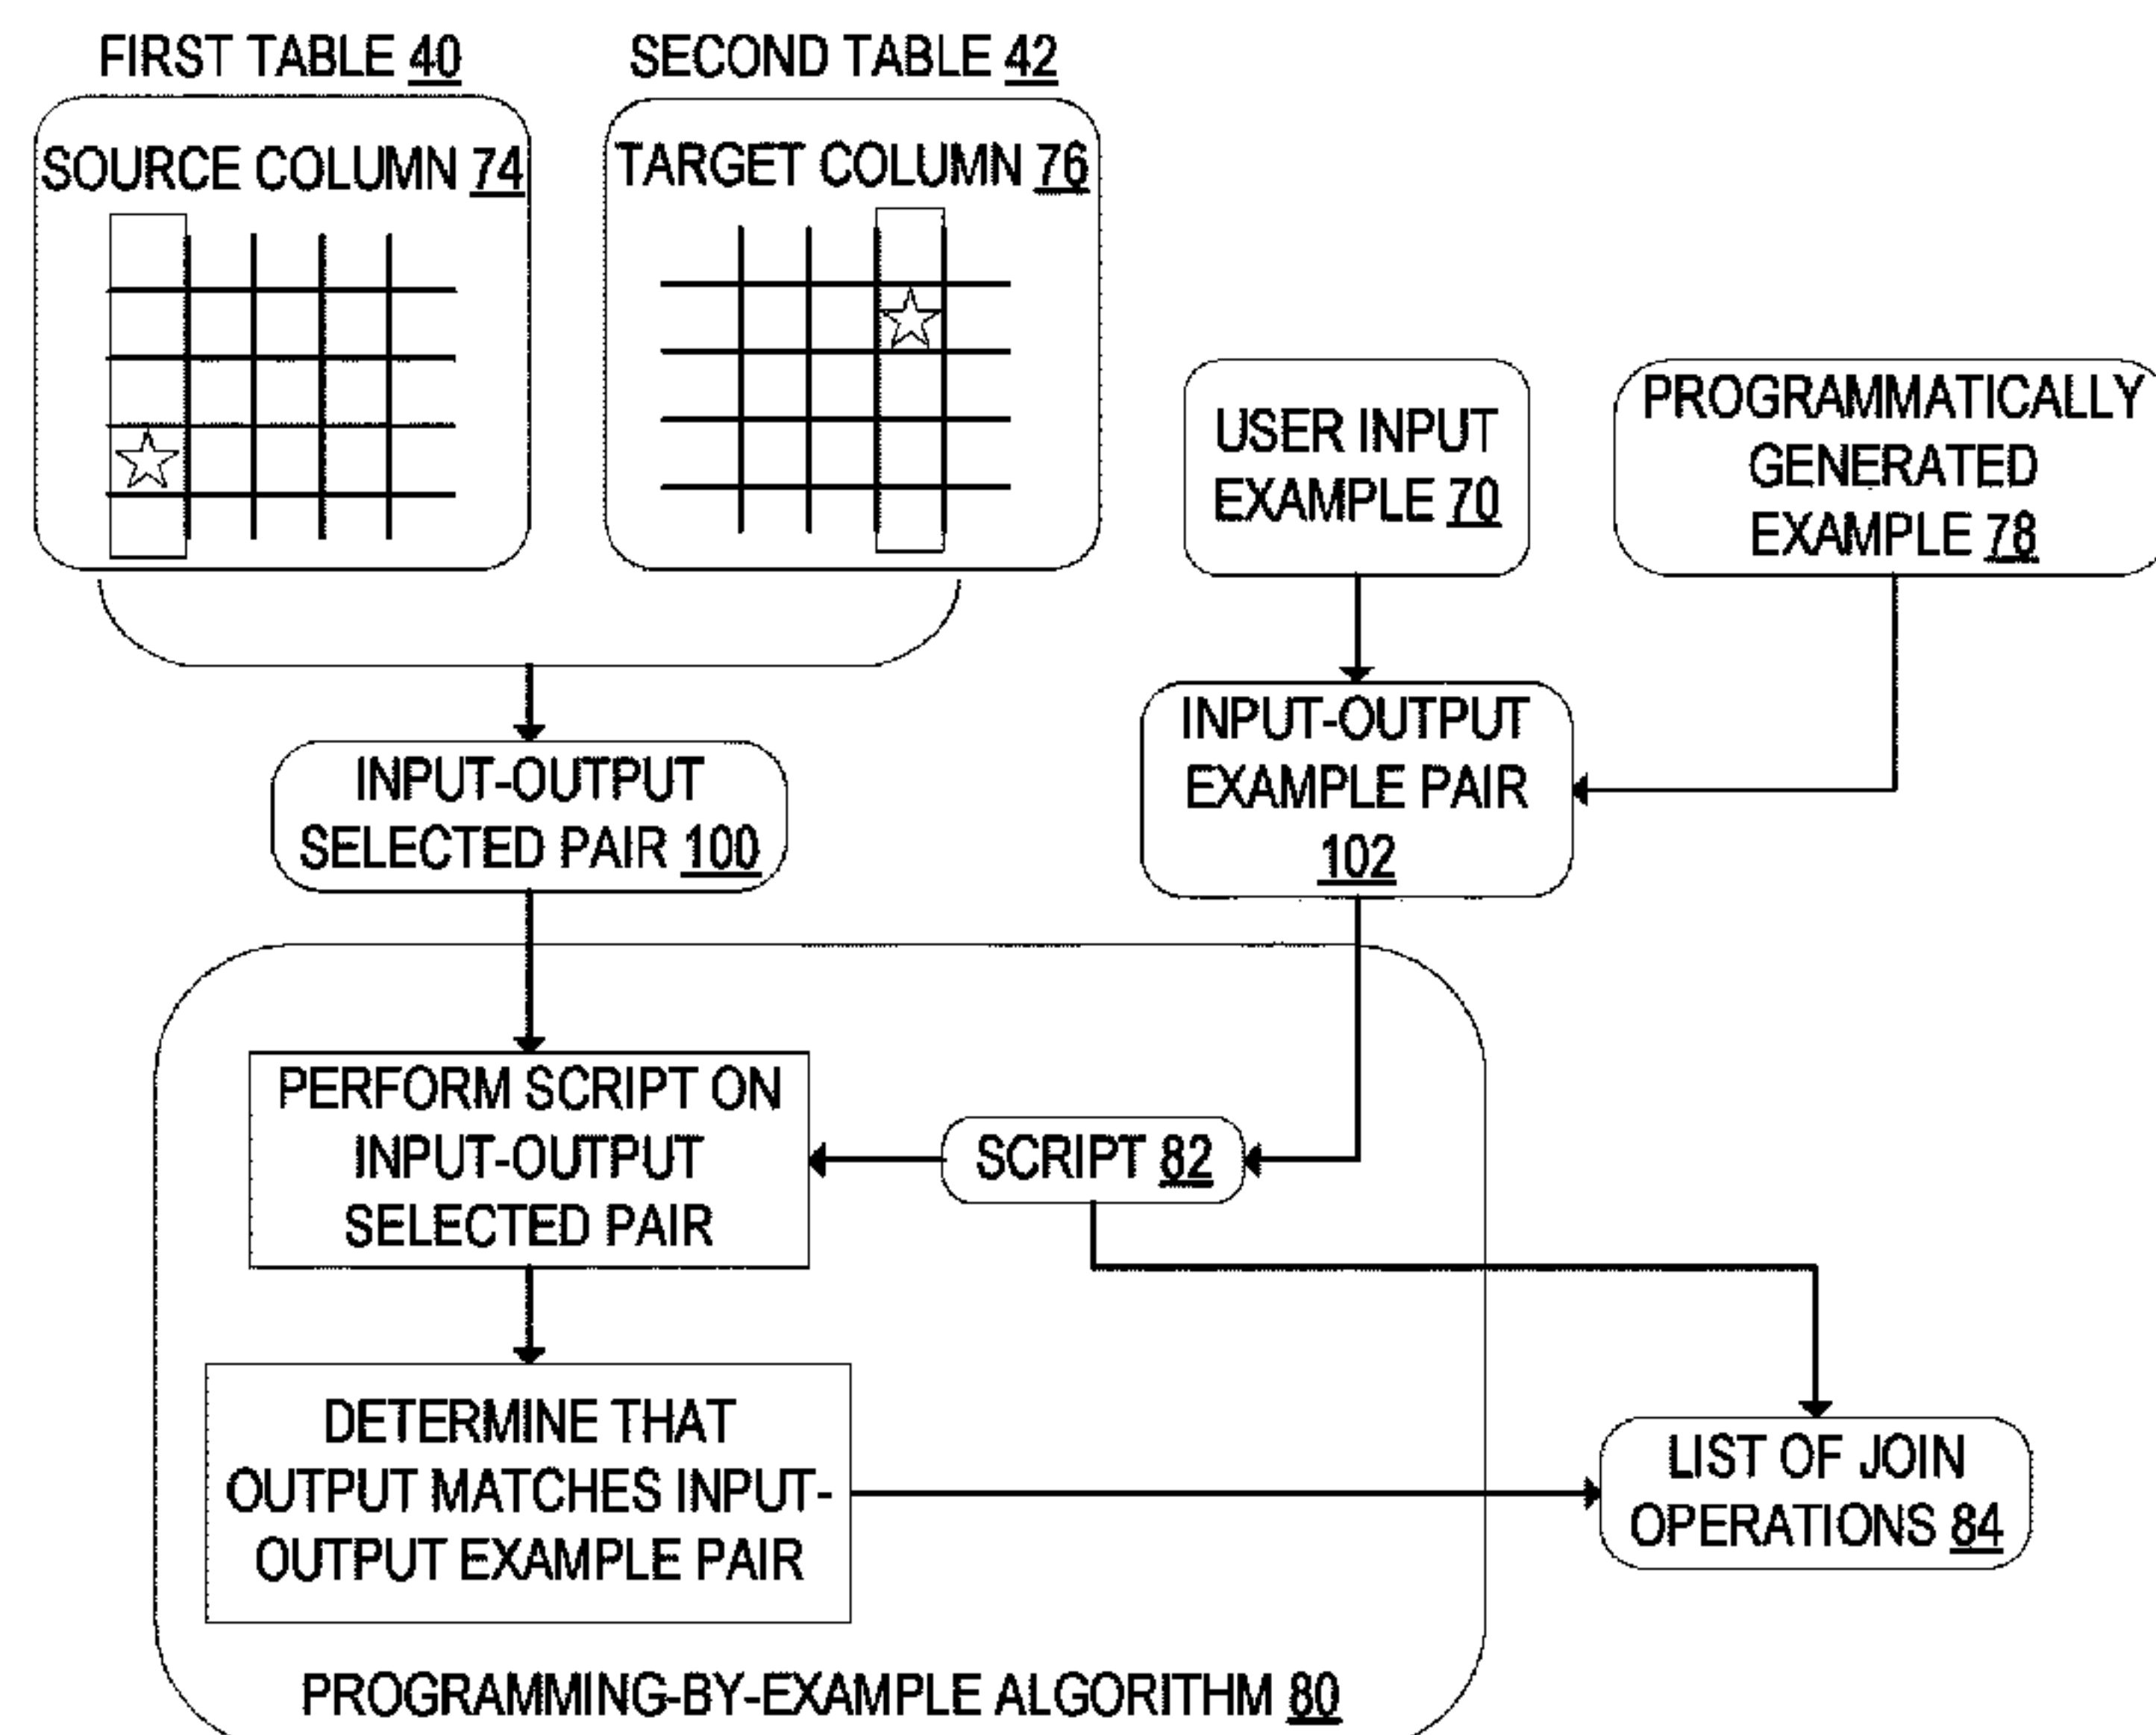 FIRST TABLE 40
SECOND TABLE 42
SOURCE COLUMN 74
TARGET COLUMN 76
USER INPUT
EXAMPLE 70
PROGRAMMATICALLY
GENERATED
EXAMPLE 78
INPUT-OUTPUT
SELECTED PAIR 100
INPUT-OUTPUT
EXAMPLE PAIR
102
PERFORM SCRIPT ON
INPUT-OUTPUT
SELECTED PAIR
SCRIPT 82
DETERMINE THAT
OUTPUT MATCHES INPUT-
OUTPUT EXAMPLE PAIR
LIST OF JOIN
OPERATIONS 84
PROGRAMMING-BY-EXAMPLE ALGORITHM 80